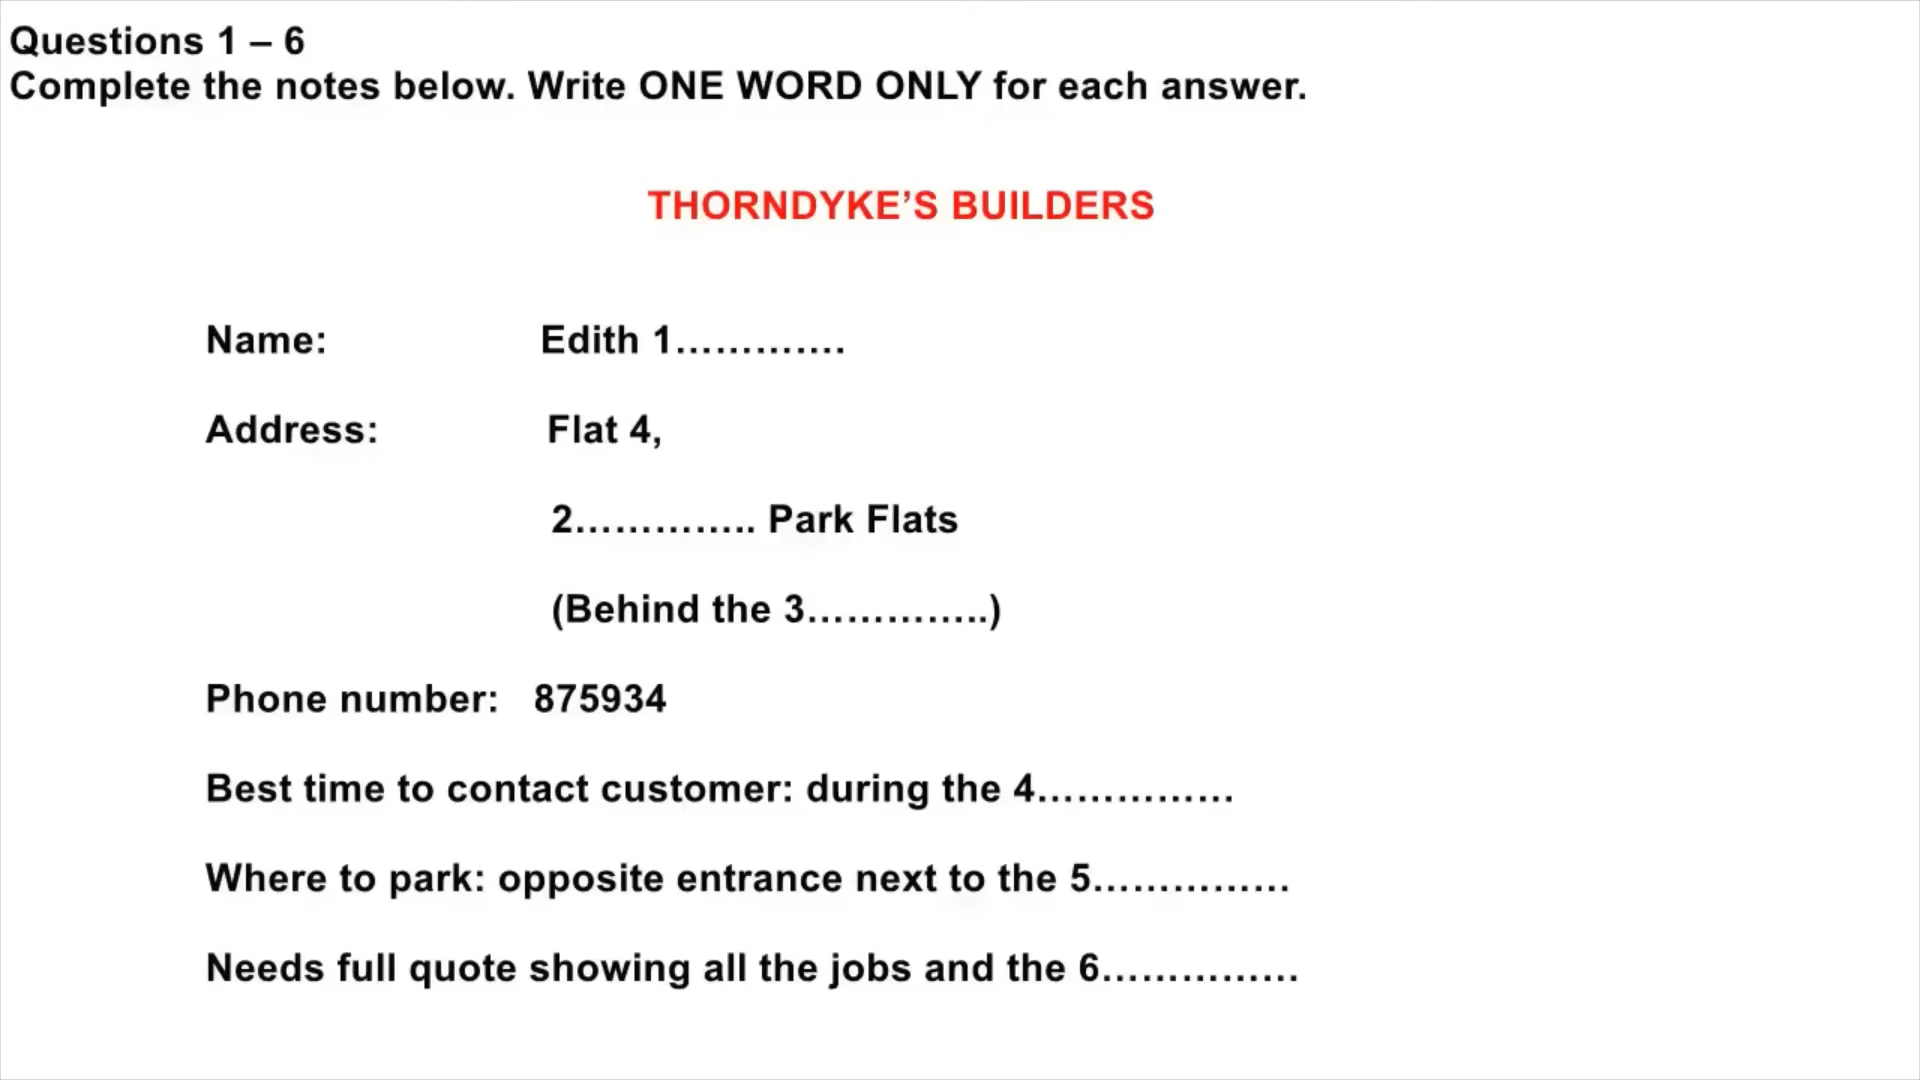 Questions 1 – 6
Complete the notes below. Write ONE WORD ONLY for each answer.
THORNDYKE’S BUILDERS
Name: Edith 1………….
Address: Flat 4,
2………….. Park Flats
(Behind the 3…………..)
Phone number: 875934
Best time to contact customer: during the 4……………
Where to park: opposite entrance next to the 5……………
Needs full quote showing all the jobs and the 6……………